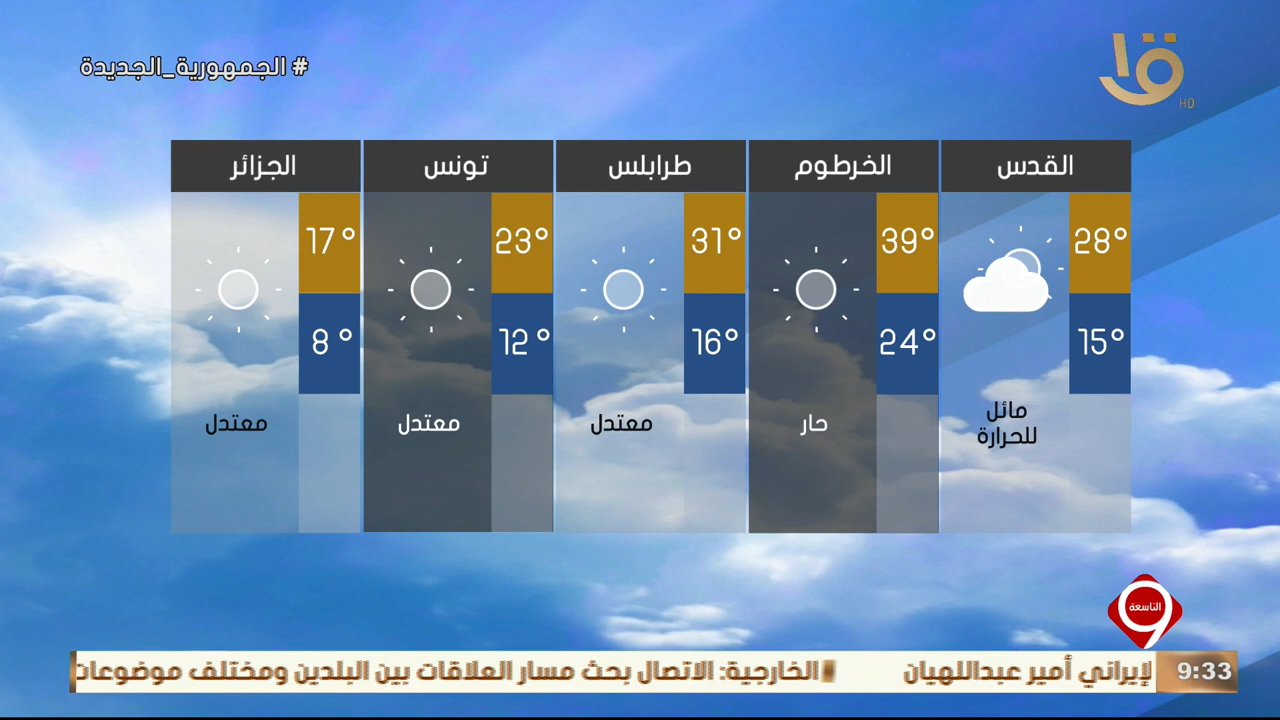 #الجمهورية_الجديدة
HD
القدس
28°
15°
مائل
للحرارة
الخرطوم
39°
24°
حار
طرابلس
31°
16°
معتدل
تونس
23°
12°
معتدل
الجزائر
17°
8°
معتدل
التاسعة
9
9:33
لإيراني أمير عبداللهيان
الخارجية: الاتصال بحث مسار العلاقات بين البلدين ومختلف موضوعات